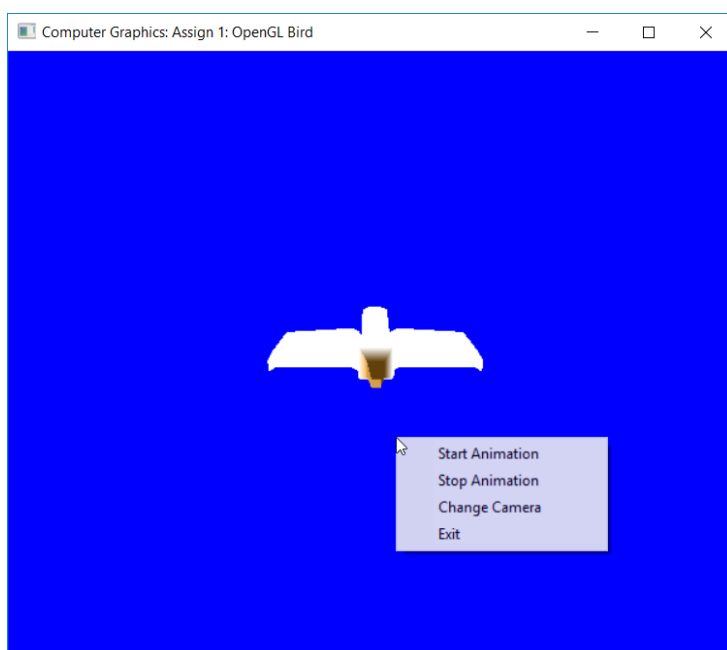 Computer Graphics: Assign 1: OpenGL Bird
Start Animation
Stop Animation
Change Camera
Exit